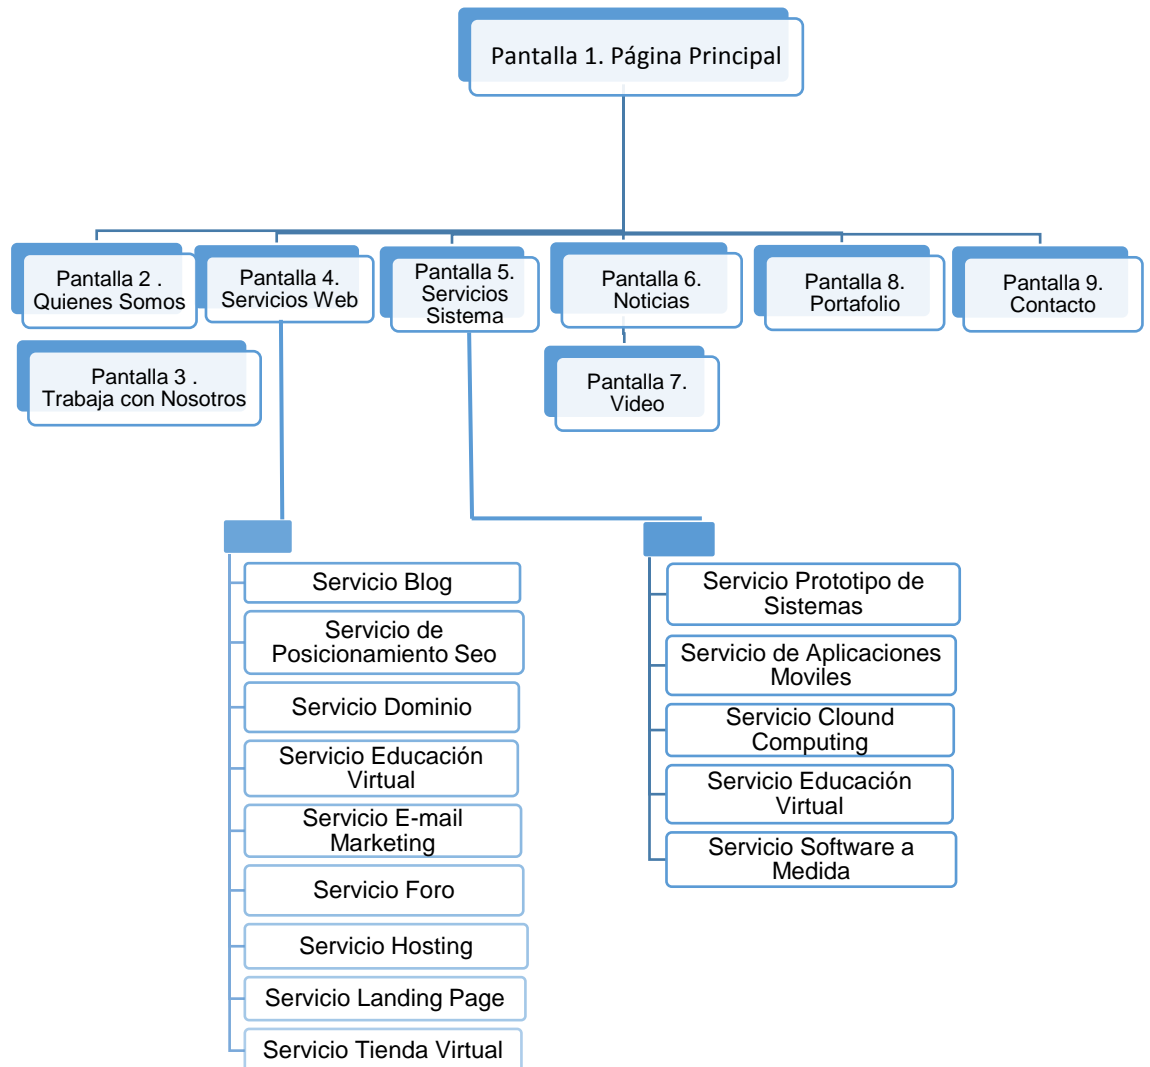 Pantalla 1. Página Principal
Pantalla 2 .
Quienes Somos
Pantalla 4.
Servicios Web
Pantalla 5.
Servicios
Sistema
Pantalla 6.
Noticias
Pantalla 8.
Portafolio
Pantalla 9.
Contacto
Pantalla 3 .
Trabaja con Nosotros
Pantalla 7.
Video
Servicio Blog
Servicio de
Posicionamiento Seo
Servicio Dominio
Servicio Educación
Virtual
Servicio E-mail
Marketing
Servicio Foro
Servicio Hosting
Servicio Landing Page
Servicio Tienda Virtual
Servicio Prototipo de
Sistemas
Servicio de Aplicaciones
Moviles
Servicio Clound
Computing
Servicio Educación
Virtual
Servicio Software a
Medida